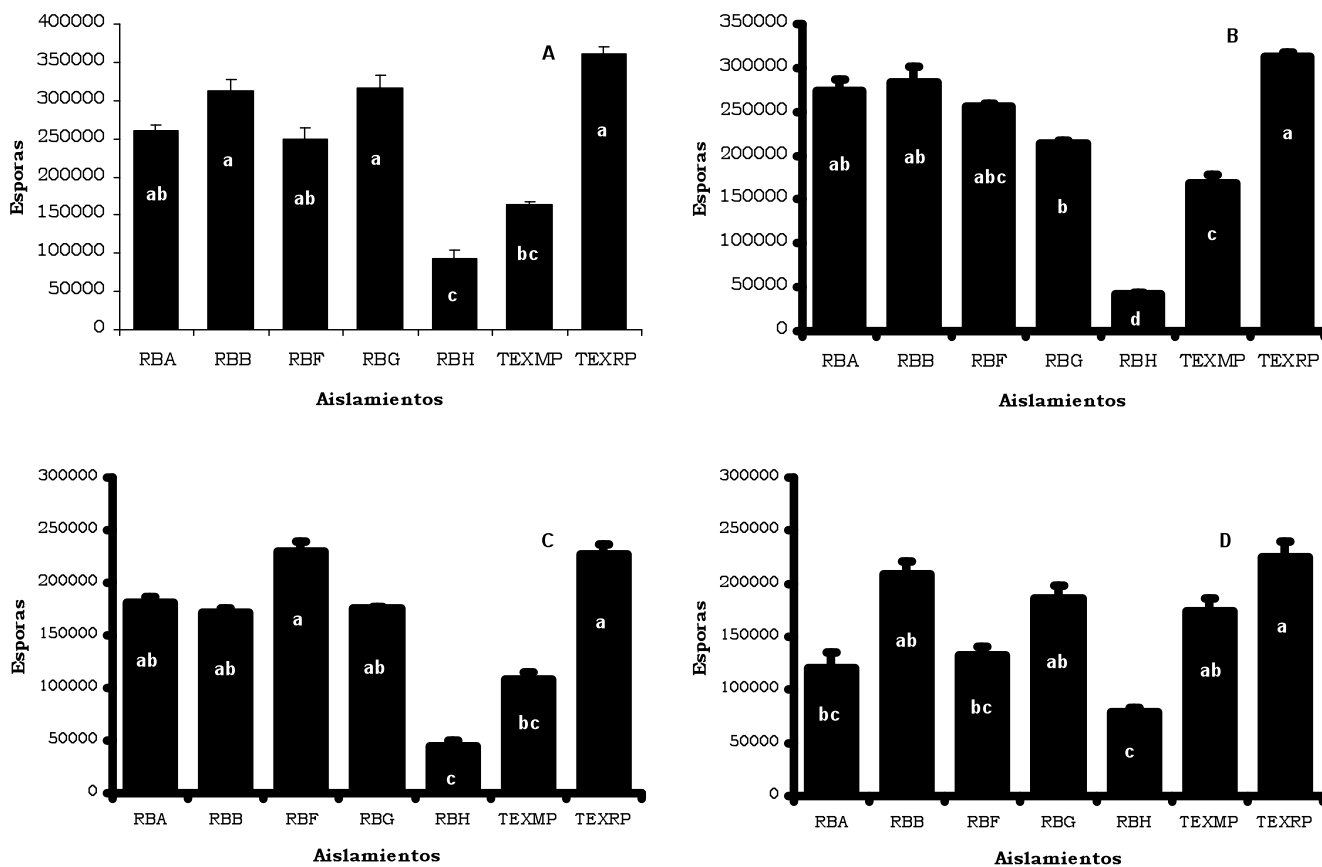 A
400000
350000
300000
250000
200000
150000
100000
50000
0
Esporas
ab
a
ab
a
c
bc
a
RBA RBB RBF RBG RBH TEXMP TEXRP
Aislamientos
B
350000
300000
250000
200000
150000
100000
50000
0
Esporas
ab
ab
abc
b
d
c
a
RBA RBB RBF RBG RBH TEXMP TEXRP
Aislamientos
C
300000
250000
200000
150000
100000
50000
0
Esporas
ab
ab
a
ab
c
bc
a
RBA RBB RBF RBG RBH TEXMP TEXRP
Aislamientos
D
300000
250000
200000
150000
100000
50000
0
Esporas
bc
ab
bc
ab
c
ab
a
RBA RBB RBF RBG RBH TEXMP TEXRP
Aislamientos